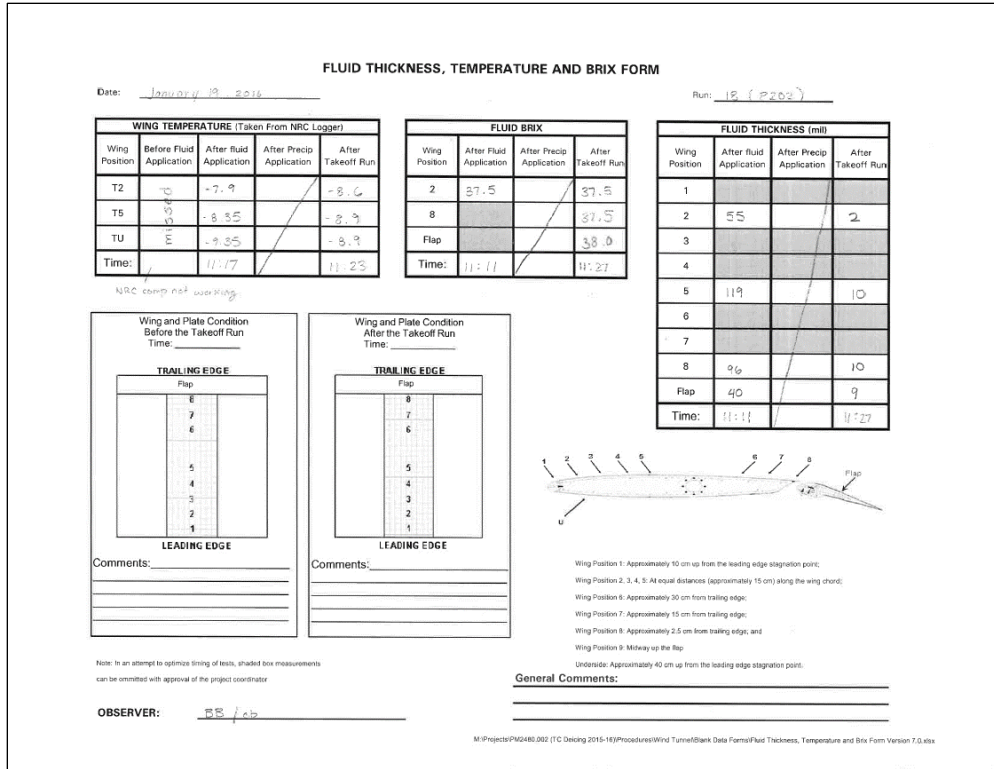 FLUID THICKNESS, TEMPERATURE AND BRIX FORM
Date: January 19, 2016 Run: 18 (P202)
WING TEMPERATURE (Taken From NRC Logger)
Wing Position Before Fluid Application After fluid Application After Precip Application After Takeoff Run
T2 missed -7.9 -8.6
T5 -8.35 -8.9
TU -9.35 -8.9
Time: 11:17 11:23
NRC comp not working
FLUID BRIX
Wing Position After Fluid Application After Precip Application After Takeoff Run
2 37.5 37.5
8 37.5
Flap 38.0
Time: 11:11 11:27
FLUID THICKNESS (mil)
Wing Position After fluid Application After Precip Application After Takeoff Run
1
2 55 2
3
4
5 119 10
6
7
8 96 10
Flap 40 9
Time: 11:11 11:27
Wing and Plate Condition
Before the Takeoff Run
Time:
TRAILING EDGE
Flap
8
7
6
5
4
3
2
1
LEADING EDGE
Comments:
Wing and Plate Condition
After the Takeoff Run
Time:
TRAILING EDGE
Flap
8
7
6
5
4
3
2
1
LEADING EDGE
Comments:
1 2 3 4 5 6 7 8 Flap
U
Wing Position 1: Approximately 10 cm up from the leading edge stagnation point;
Wing Position 2, 3, 4, 5: At equal distances (approximately 15 cm) along the wing chord;
Wing Position 6: Approximately 30 cm from trailing edge;
Wing Position 7: Approximately 15 cm from trailing edge;
Wing Position 8: Approximately 2.5 cm from trailing edge; and
Wing Position 9: Midway up the flap
Underside: Approximately 40 cm up from the leading edge stagnation point.
Note: In an attempt to optimize timing of tests, shaded box measurements
can be ommitted with approval of the project coordinator
General Comments:
OBSERVER: BB / cb
M:\Projects\PM2480.002 (TC Deicing 2015-16)\Procedures\Wind Tunnel\Blank Data Forms\Fluid Thickness, Temperature and Brix Form Version 7.0.xlsx